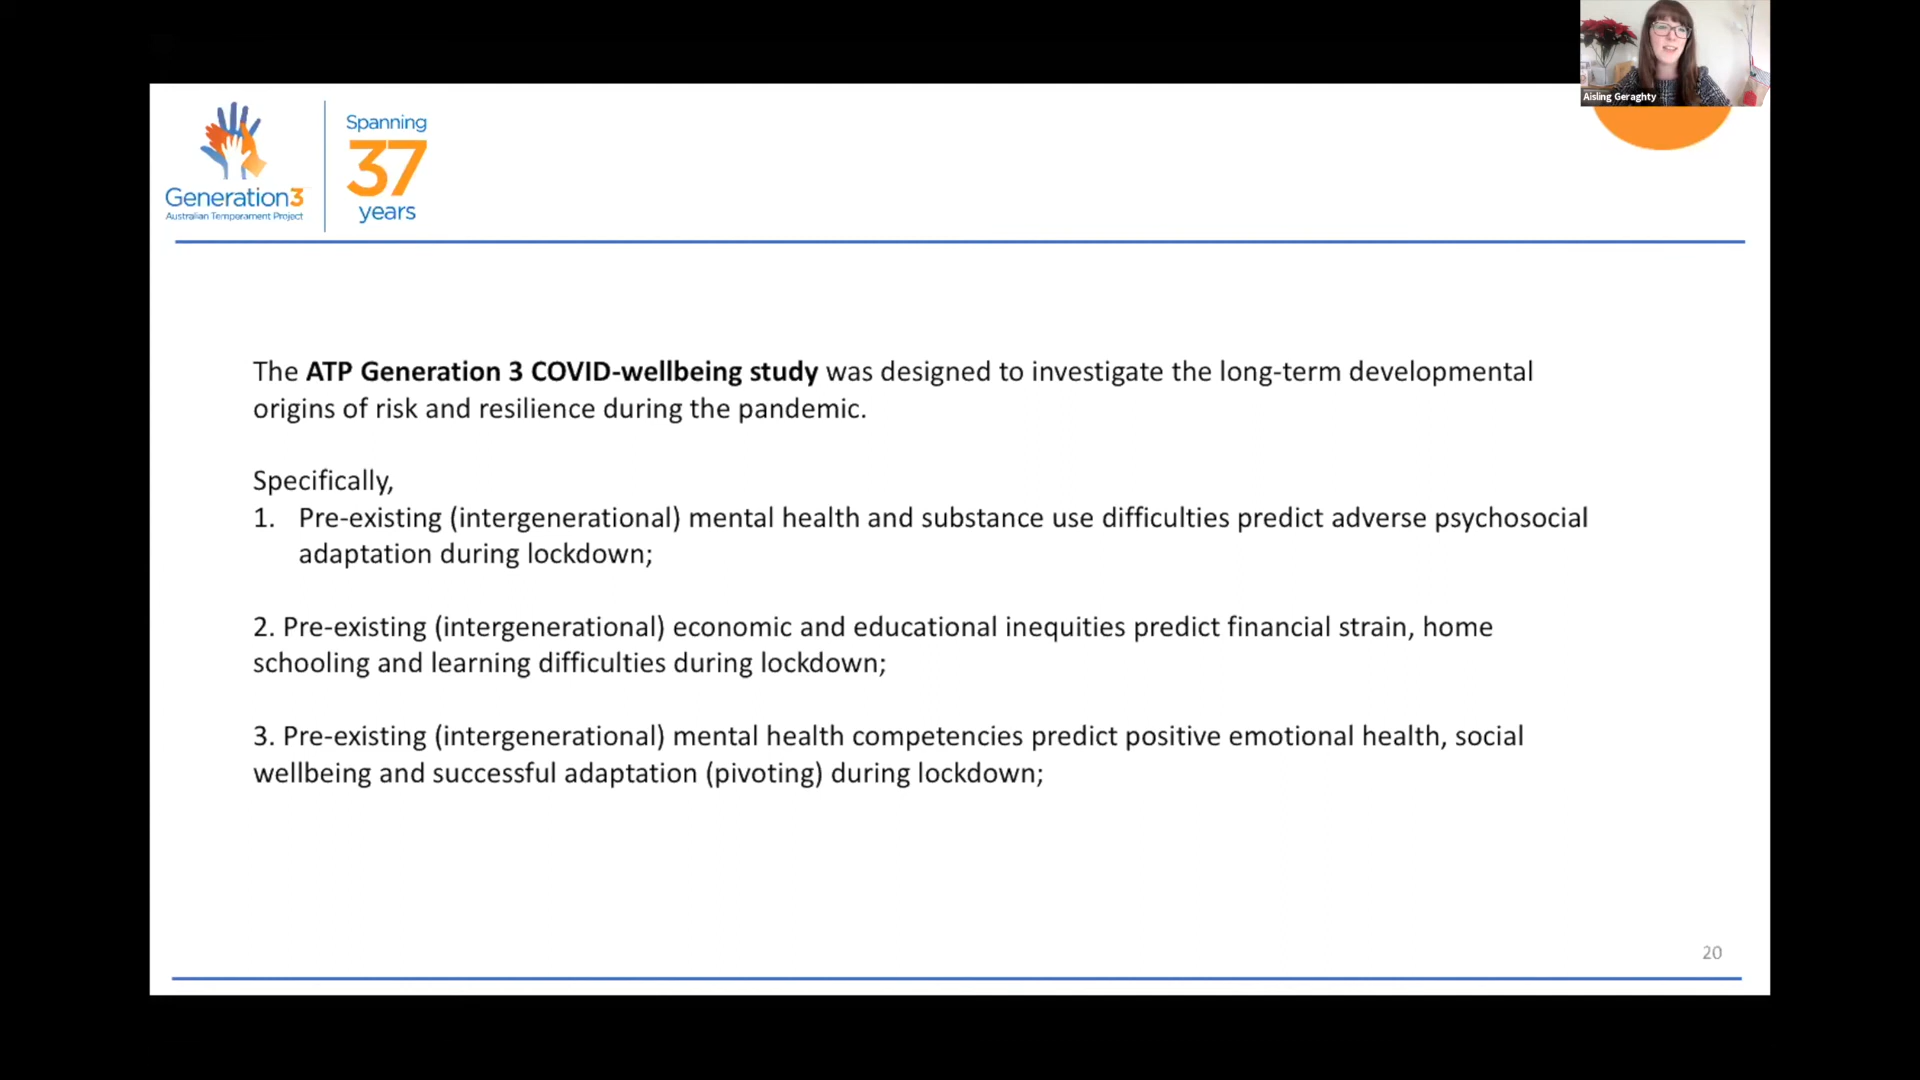 Aisling Geraghty
Spanning
37
years
Generation3
Australian Temperament Project
The ATP Generation 3 COVID-wellbeing study was designed to investigate the long-term developmental
origins of risk and resilience during the pandemic.
Specifically,
1. Pre-existing (intergenerational) mental health and substance use difficulties predict adverse psychosocial
adaptation during lockdown;
2. Pre-existing (intergenerational) economic and educational inequities predict financial strain, home
schooling and learning difficulties during lockdown;
3. Pre-existing (intergenerational) mental health competencies predict positive emotional health, social
wellbeing and successful adaptation (pivoting) during lockdown;
20